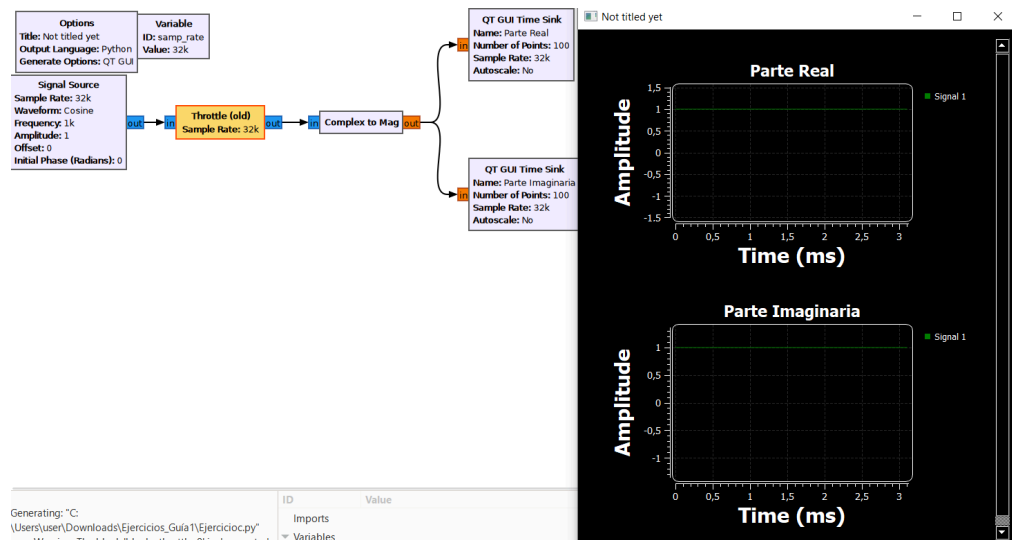 Options
Title: Not titled yet
Output Language: Python
Generate Options: QT GUI
Variable
ID: samp_rate
Value: 32k
Signal Source
Sample Rate: 32k
Waveform: Cosine
Frequency: 1k
Amplitude: 1
Offset: 0
Initial Phase (Radians): 0
out
in
Throttle (old)
Sample Rate: 32k
out
in
Complex to Mag
out
in
QT GUI Time Sink
Name: Parte Real
Number of Points: 100
Sample Rate: 32k
Autoscale: No
in
QT GUI Time Sink
Name: Parte Imaginaria
Number of Points: 100
Sample Rate: 32k
Autoscale: No
Generating: "C:
\Users\user\Downloads\Ejercicios_Guía1\Ejercicioc.py"
ID Value
Imports
Variables
Not titled yet
Parte Real
Signal 1
Amplitude
1,5
1
0,5
0
-0,5
-1
-1.5
0 0,5 1 1,5 2 2,5 3
Time (ms)
Parte Imaginaria
Signal 1
Amplitude
1
0,5
0
-0,5
-1
0 0,5 1 1,5 2 2,5 3
Time (ms)